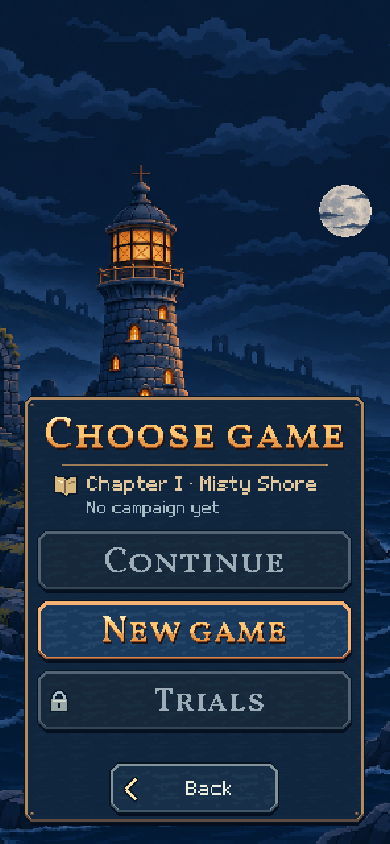 Choose game
Chapter I · Misty Shore
No campaign yet
Continue
New game
Trials
Back